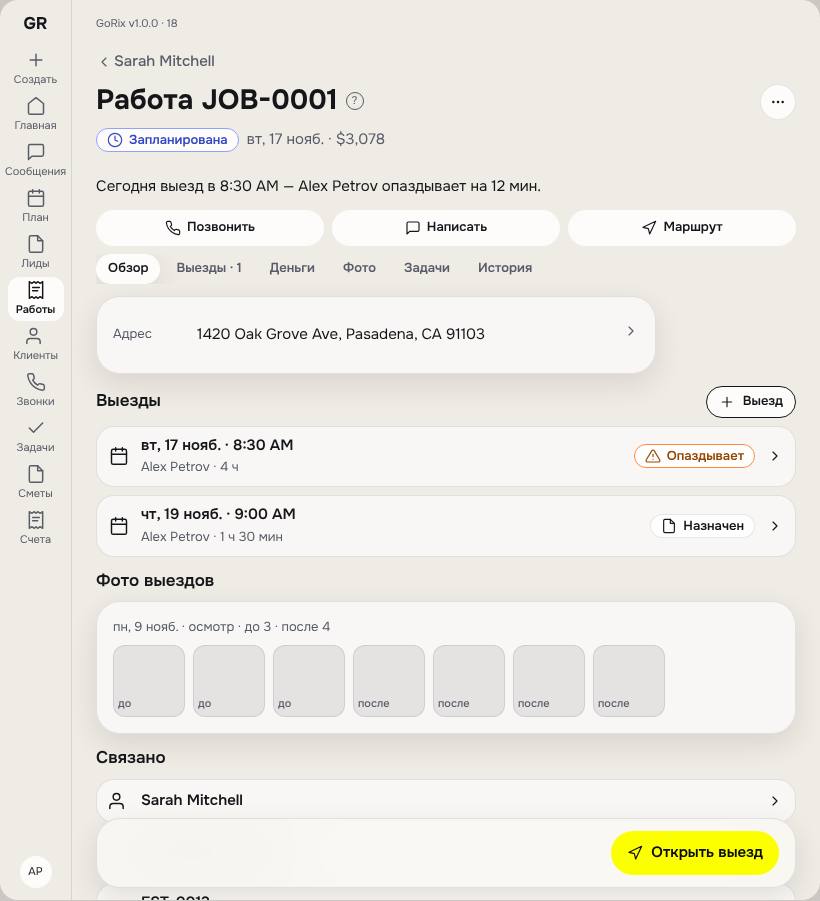 GR
Создать
Главная
Сообщения
План
Лиды
Работы
Клиенты
Звонки
Задачи
Сметы
Счета
AP
GoRix v1.0.0 · 18
Sarah Mitchell
Работа JOB-0001 ?
Запланирована вт, 17 нояб. · $3,078
Сегодня выезд в 8:30 AM — Alex Petrov опаздывает на 12 мин.
Позвонить Написать Маршрут
Обзор Выезды · 1 Деньги Фото Задачи История
Адрес 1420 Oak Grove Ave, Pasadena, CA 91103
Выезды Выезд
вт, 17 нояб. · 8:30 AM
Alex Petrov · 4 ч Опаздывает
чт, 19 нояб. · 9:00 AM
Alex Petrov · 1 ч 30 мин Назначен
Фото выездов
пн, 9 нояб. · осмотр · до 3 · после 4
до до до после после после после
Связано
Sarah Mitchell
Открыть выезд